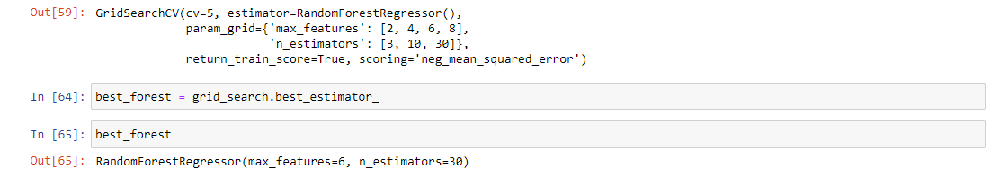 Out[59]: GridSearchCV(cv=5, estimator=RandomForestRegressor(),
param_grid={'max_features': [2, 4, 6, 8],
'n_estimators': [3, 10, 30]},
return_train_score=True, scoring='neg_mean_squared_error')
In [64]: best_forest = grid_search.best_estimator_
In [65]: best_forest
Out[65]: RandomForestRegressor(max_features=6, n_estimators=30)